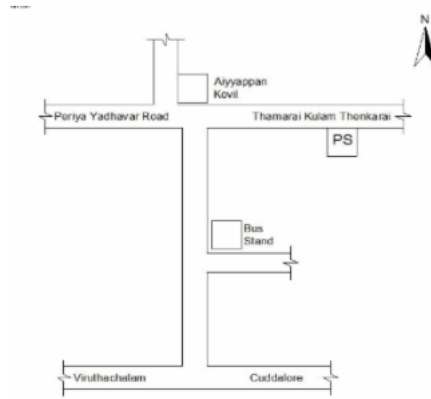 N
Aiyyappan
Kovil
Periya Yadhavar Road
Thamarai Kulam Thenkarai
PS
Bus
Stand
Viruthachalam
Cuddalore